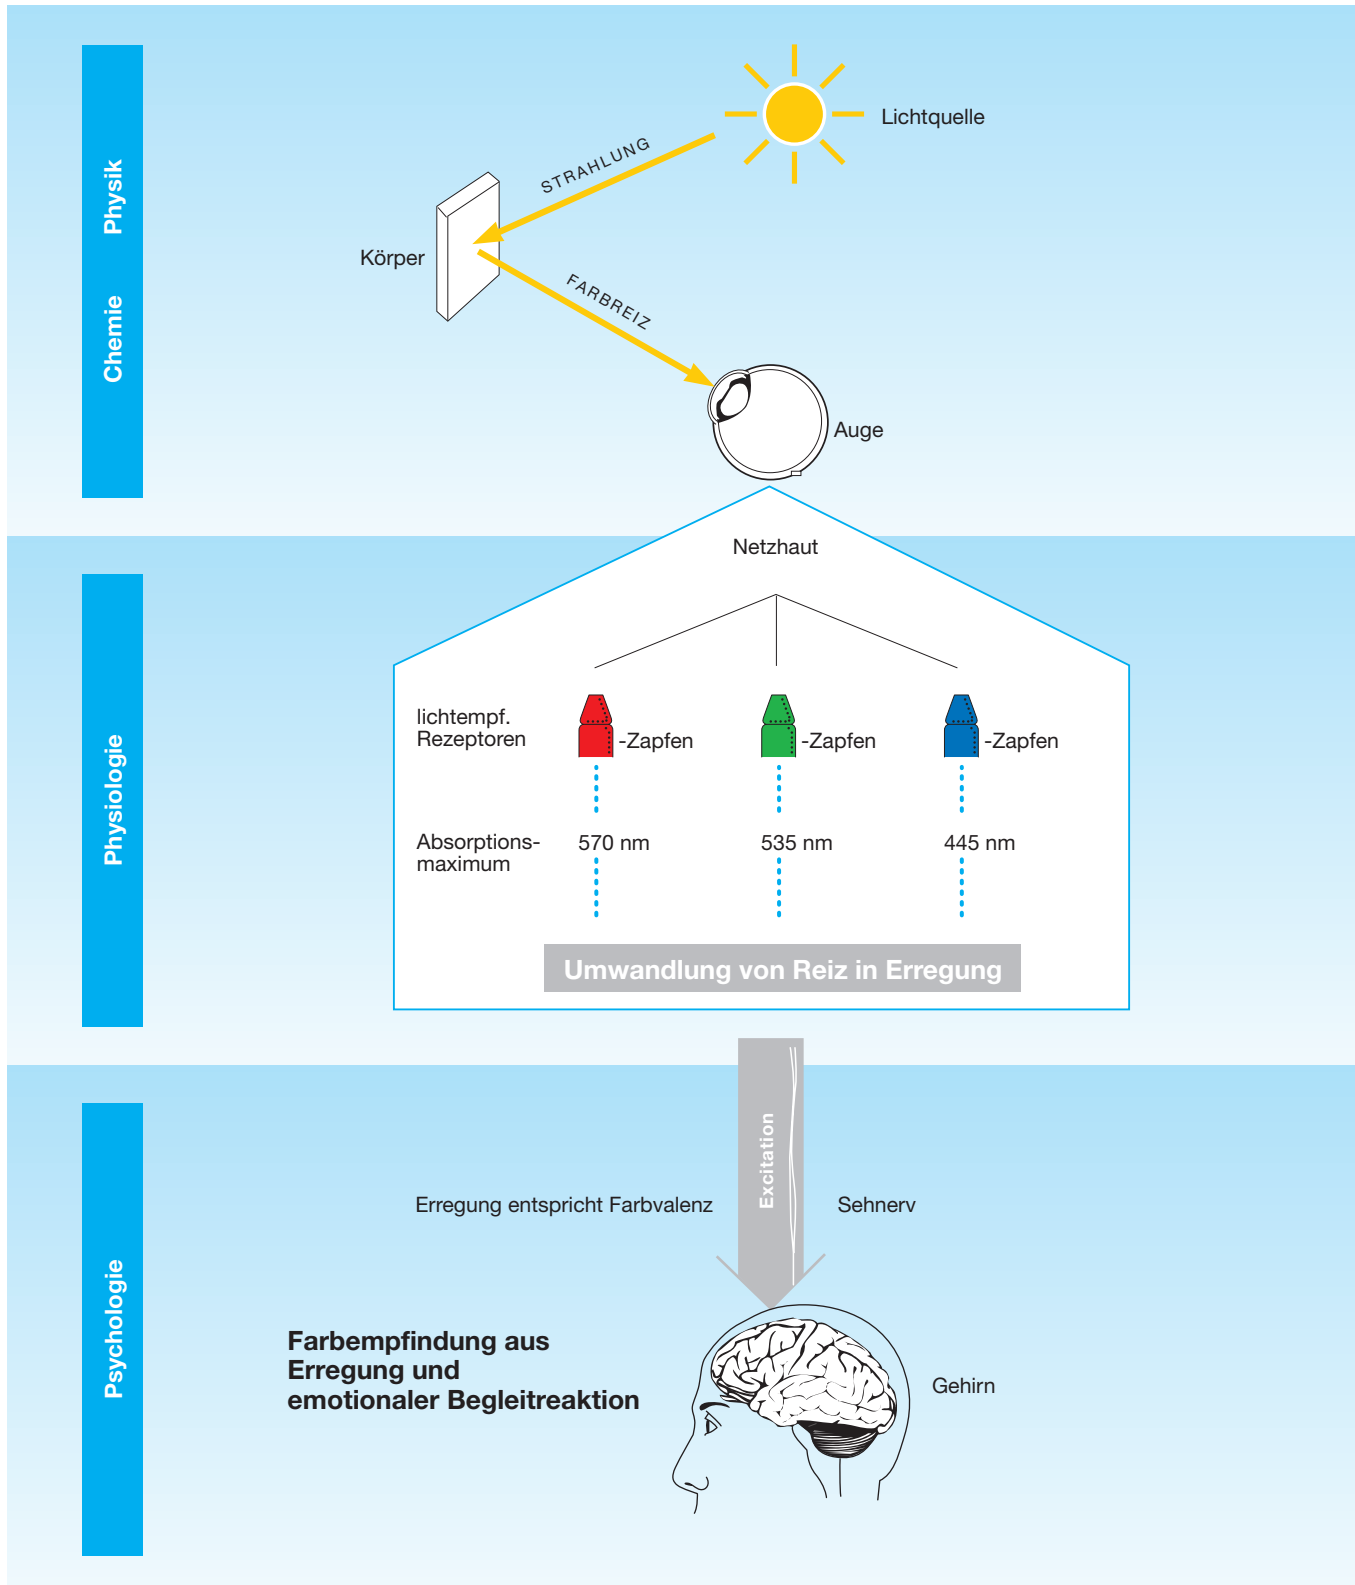 Physik
Chemie
Lichtquelle
STRAHLUNG
Körper
FARBREIZ
Auge
Physiologie
Netzhaut
lichtempf.
Rezeptoren
-Zapfen
-Zapfen
-Zapfen
Absorptions-
maximum
570 nm
535 nm
445 nm
Umwandlung von Reiz in Erregung
Psychologie
Excitation
Erregung entspricht Farbvalenz
Sehnerv
Farbempfindung aus
Erregung und
emotionaler Begleitreaktion
Gehirn